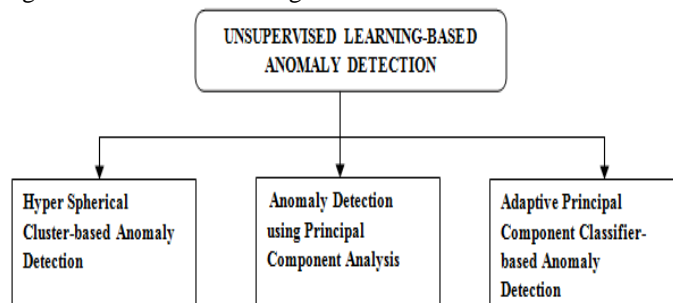 UNSUPERVISED LEARNING-BASED
ANOMALY DETECTION
Hyper Spherical
Cluster-based Anomaly
Detection
Anomaly Detection
using Principal
Component Analysis
Adaptive Principal
Component Classifier-
based Anomaly
Detection